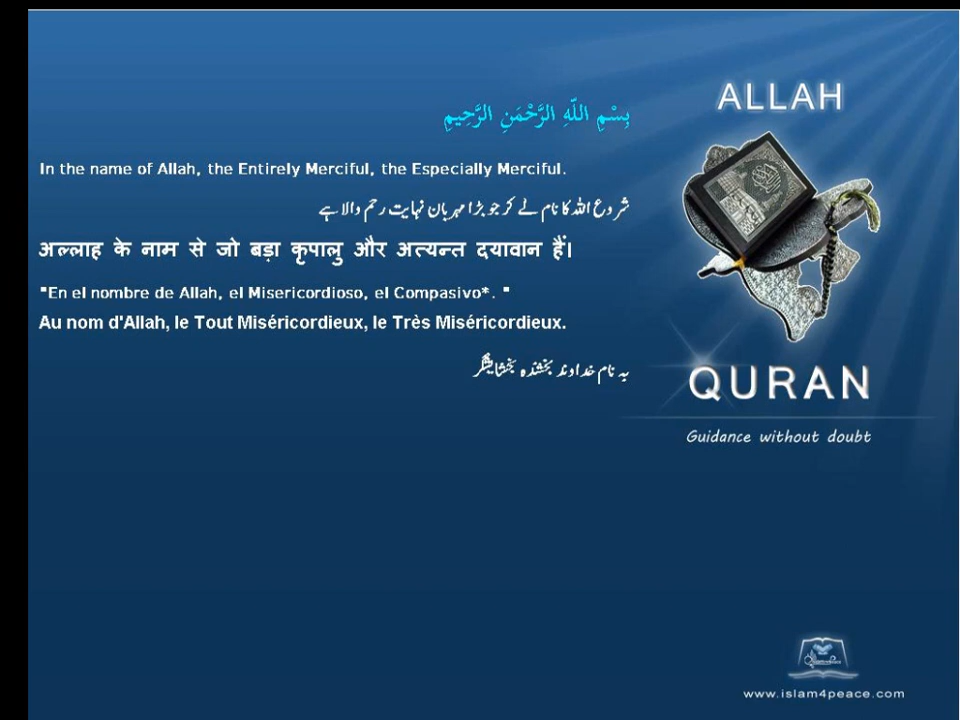 بِسْمِ اللّهِ الرَّحْمَنِ الرَّحِيمِ
In the name of Allah, the Entirely Merciful, the Especially Merciful.
شروع اللہ کا نام لے کر جو بڑا مہربان نہایت رحم والا ہے
अल्लाह के नाम से जो बड़ा कृपालु और अत्यन्त दयावान हैं।
"En el nombre de Allah, el Misericordioso, el Compasivo*. "
Au nom d'Allah, le Tout Miséricordieux, le Très Miséricordieux.
به نام خداوند بخشنده بخشایشگر
ALLAH
QURAN
Guidance without doubt
www.islam4peace.com